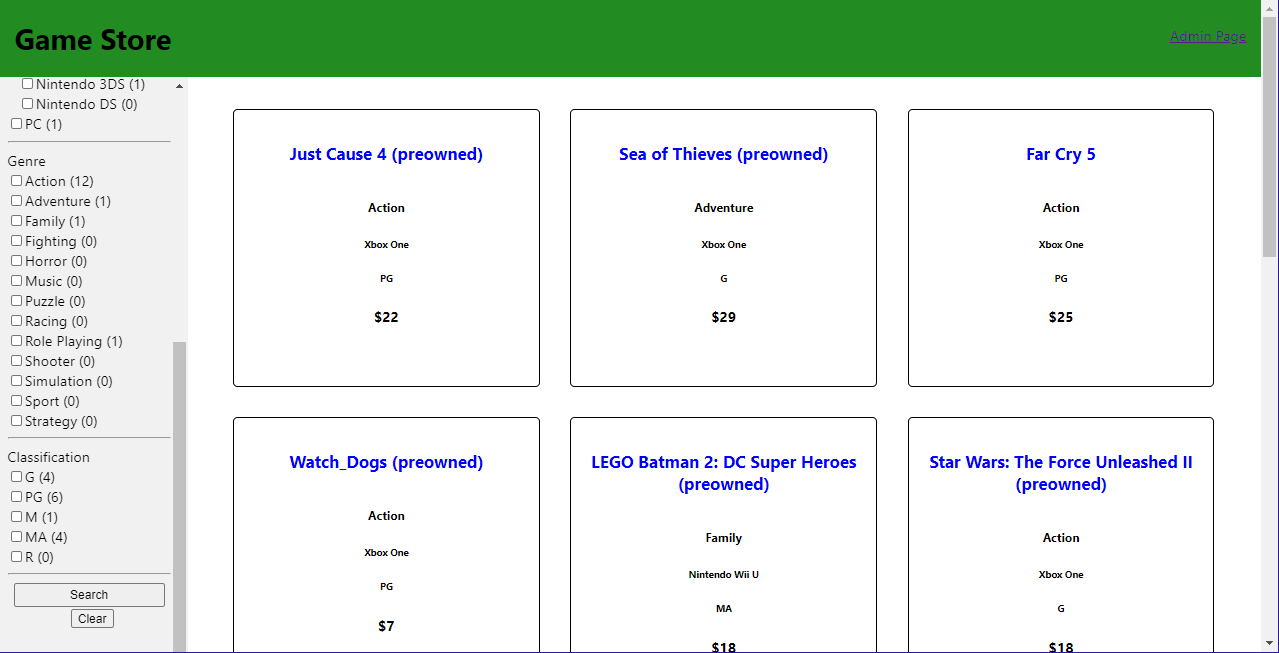 Game Store
Admin Page
Nintendo 3DS (1)
Nintendo DS (0)
PC (1)
Genre
Action (12)
Adventure (1)
Family (1)
Fighting (0)
Horror (0)
Music (0)
Puzzle (0)
Racing (0)
Role Playing (1)
Shooter (0)
Simulation (0)
Sport (0)
Strategy (0)
Classification
G (4)
PG (6)
M (1)
MA (4)
R (0)
Search
Clear
Just Cause 4 (preowned)
Action
Xbox One
PG
$22
Sea of Thieves (preowned)
Adventure
Xbox One
G
$29
Far Cry 5
Action
Xbox One
PG
$25
Watch_Dogs (preowned)
Action
Xbox One
PG
$7
LEGO Batman 2: DC Super Heroes
(preowned)
Family
Nintendo Wii U
MA
$18
Star Wars: The Force Unleashed II
(preowned)
Action
Xbox One
G
$18